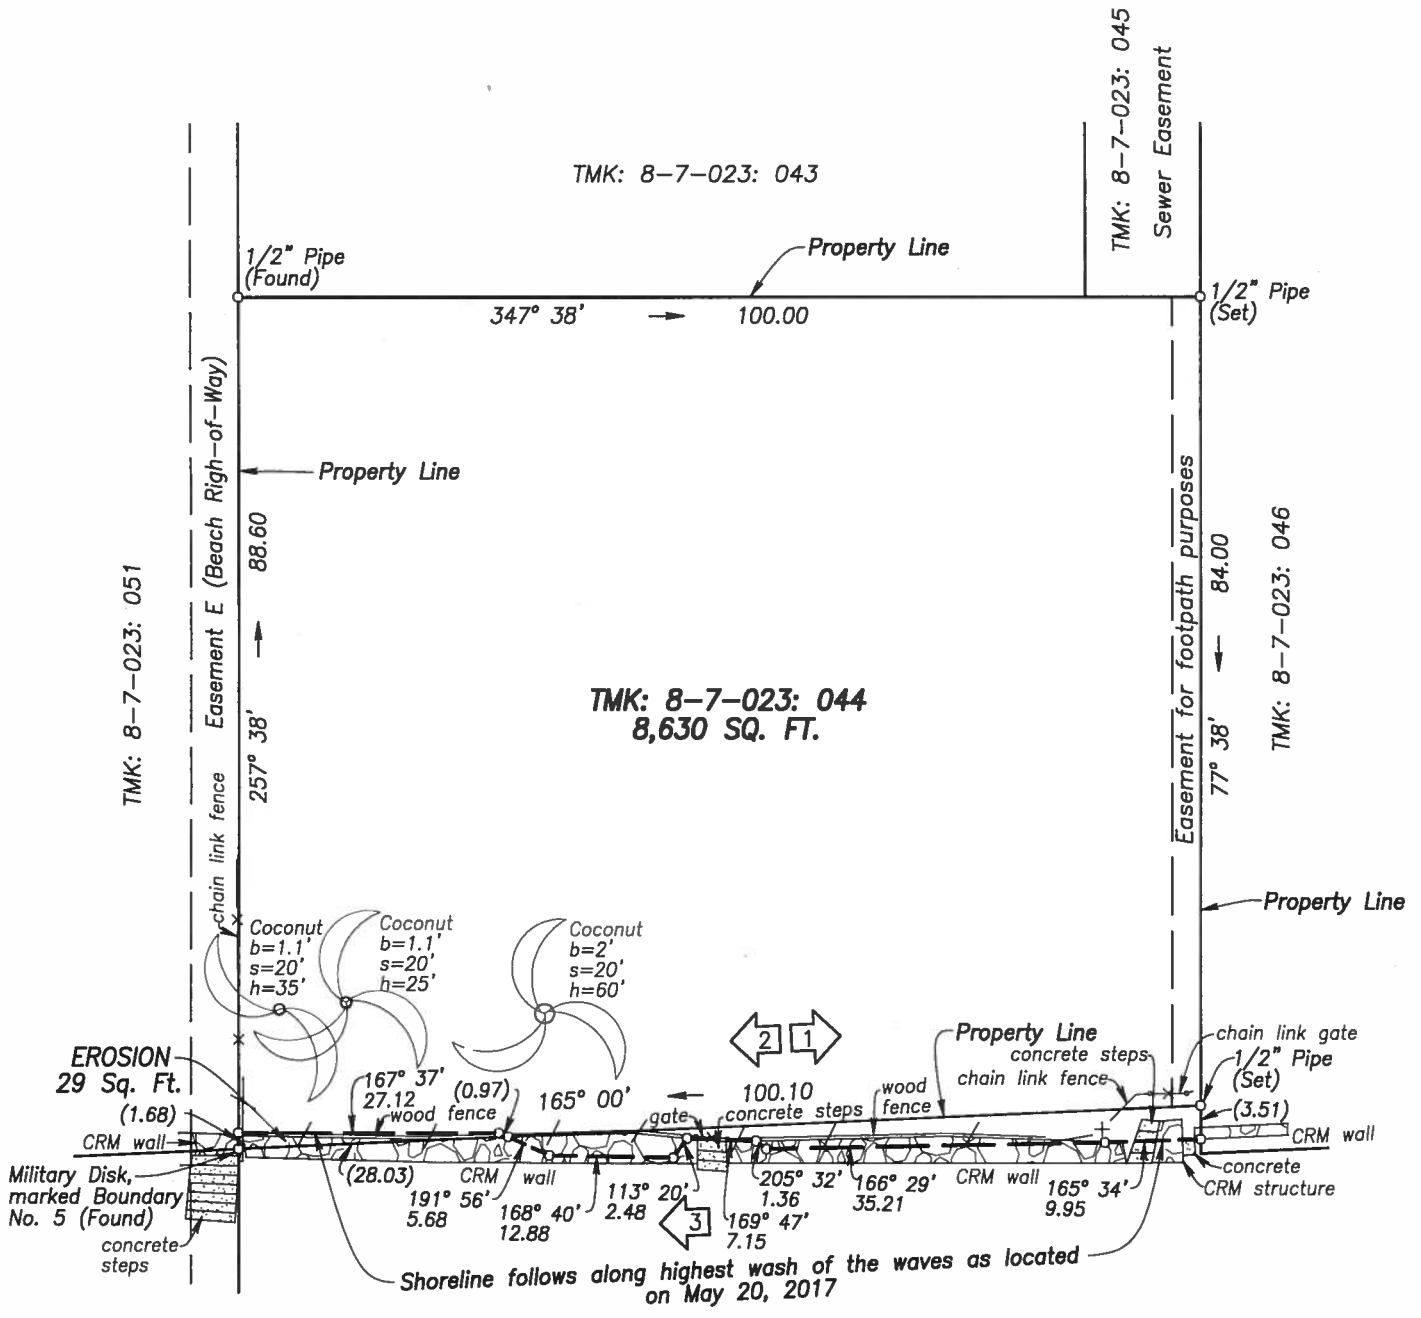 TMK: 8-7-023: 045
Sewer Easement
TMK: 8-7-023: 043
Property Line
1/2" Pipe
(Found)
1/2" Pipe
(Set)
347° 38'
100.00
Easement E (Beach Righ-of-Way)
Property Line
88.60
257° 38'
TMK: 8-7-023: 051
chain link fence
Easement for footpath purposes
84.00
77° 38'
TMK: 8-7-023: 046
TMK: 8-7-023: 044
8,630 SQ. FT.
Property Line
Coconut
b=1.1'
s=20'
h=35'
Coconut
b=1.1'
s=20'
h=25'
Coconut
b=2'
s=20'
h=60'
2
1
Property Line
chain link gate
concrete steps
1/2" Pipe
(Set)
chain link fence
EROSION
29 Sq. Ft.
(1.68)
167° 37'
27.12
wood fence
(0.97)
165° 00'
100.10
gate
concrete steps
wood
fence
(3.51)
CRM wall
CRM wall
Military Disk,
marked Boundary
No. 5 (Found)
concrete
steps
(28.03)
191° 56'
5.68
CRM wall
168° 40'
12.88
113° 20'
2.48
3
169° 47'
7.15
205° 32'
1.36
166° 29'
35.21
CRM wall
165° 34'
9.95
concrete
CRM structure
Shoreline follows along highest wash of the waves as located
on May 20, 2017